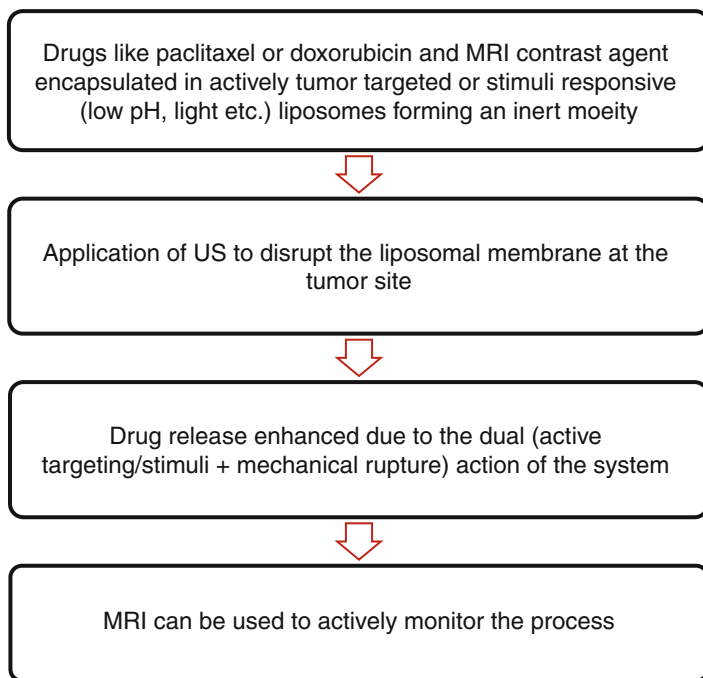 Drugs like paclitaxel or doxorubicin and MRI contrast agent
encapsulated in actively tumor targeted or stimuli responsive
(low pH, light etc.) liposomes forming an inert moeity
Application of US to disrupt the liposomal membrane at the
tumor site
Drug release enhanced due to the dual (active
targeting/stimuli + mechanical rupture) action of the system
MRI can be used to actively monitor the process